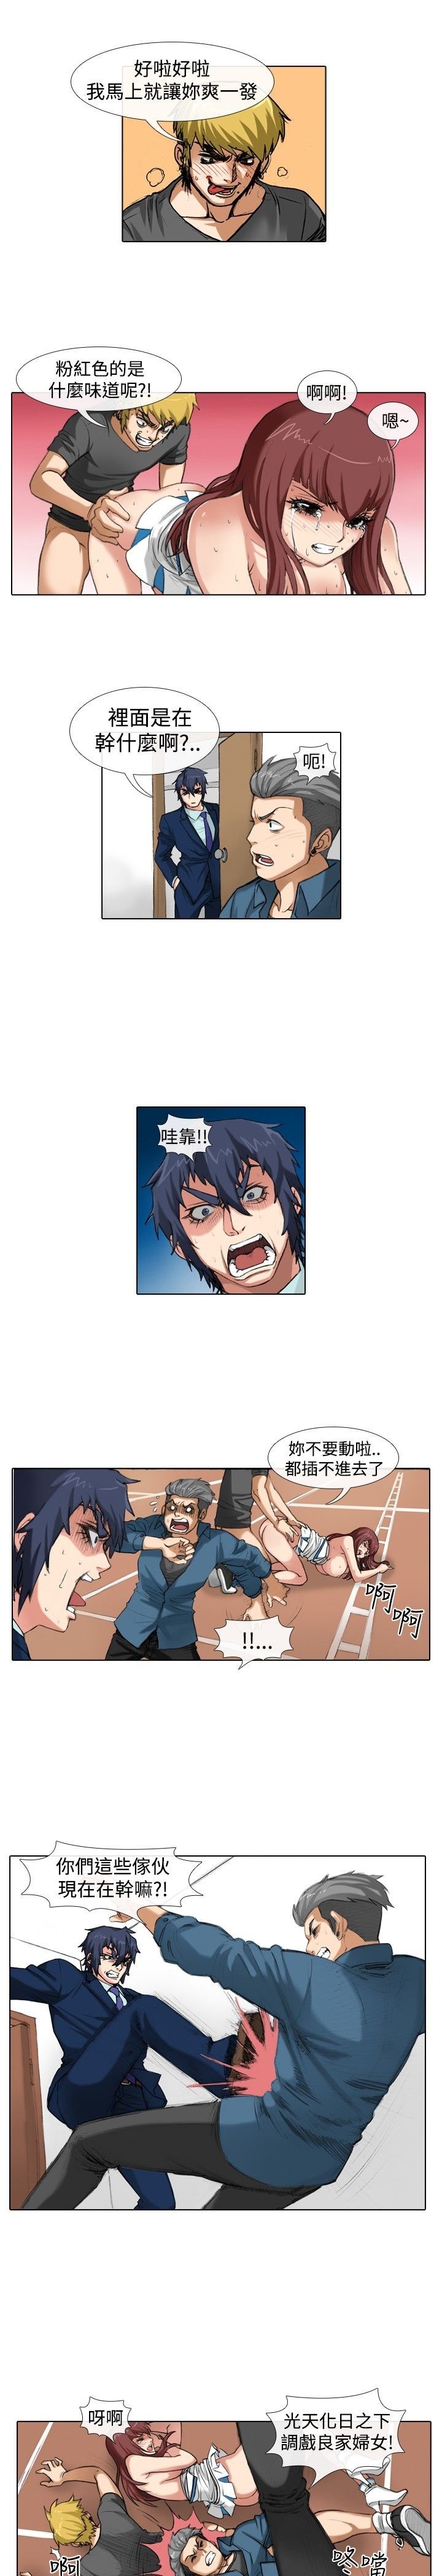 好啦好啦
我馬上就讓妳爽一發
粉紅色的是
什麼味道呢?!
啊啊!
嗯~
裡面是在
幹什麼啊?..
呃!
哇靠!!
妳不要動啦..
都插不進去了
啊啊
!!...
你們這些傢伙
現在在幹嘛?!
呀啊
光天化日之下
調戲良家婦女!
啊
咚噹